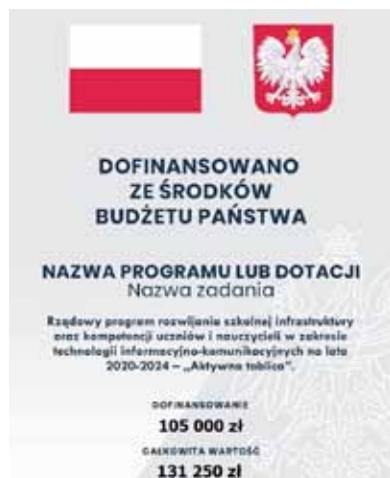 DOFINANSOWANO
ZE ŚRODKÓW
BUDŻETU PAŃSTWA
NAZWA PROGRAMU LUB DOTACJI
Nazwa zadania
Rządowy program rozwijania szkolnej infrastruktury
oraz kompetencji uczniów i nauczycieli w zakresie
technologii informacyjno-komunikacyjnych na lata
2020-2024 – „Aktywna tablica”.
DOFINANSOWANIE
105 000 zł
CAŁKOWITA WARTOŚĆ
131 250 zł